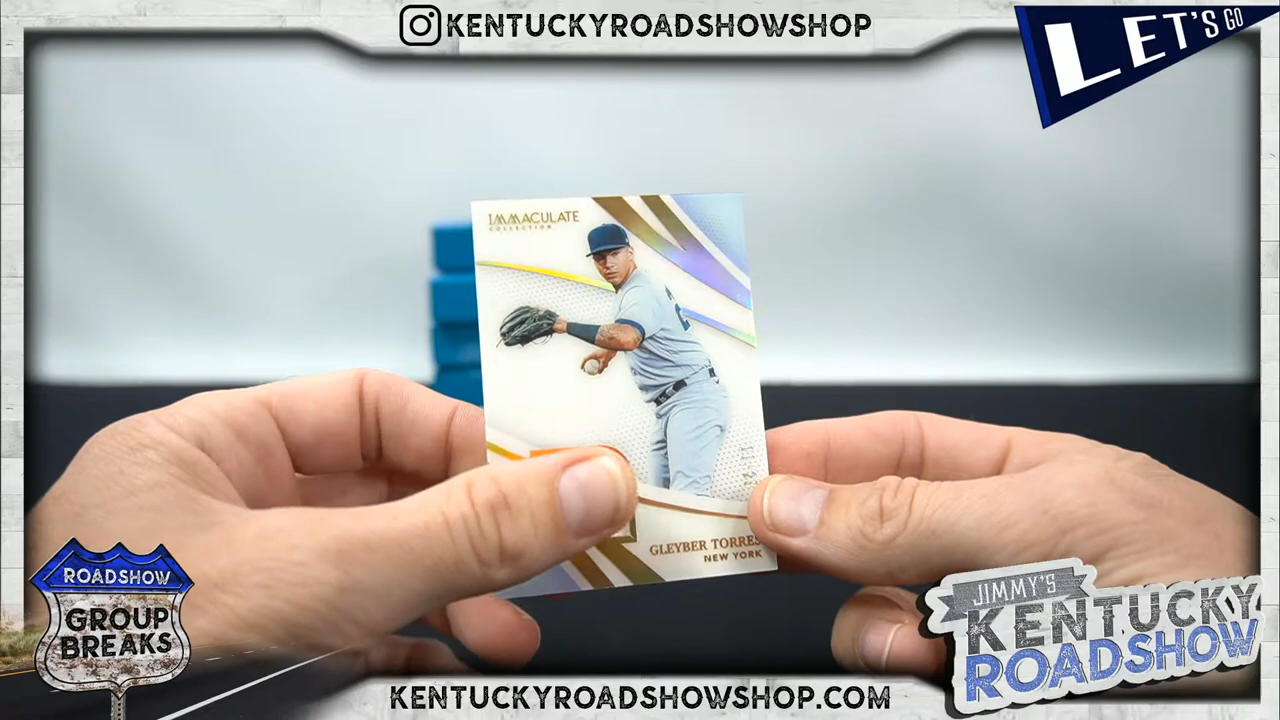 KENTUCKYROADSHOWSHOP
LET'S GO
IMMACULATE
COLLECTION
GLEYBER TORRES
NEW YORK
ROADSHOW
GROUP
BREAKS
JIMMY'S
KENTUCKY
ROADSHOW
KENTUCKYROADSHOWSHOP.COM